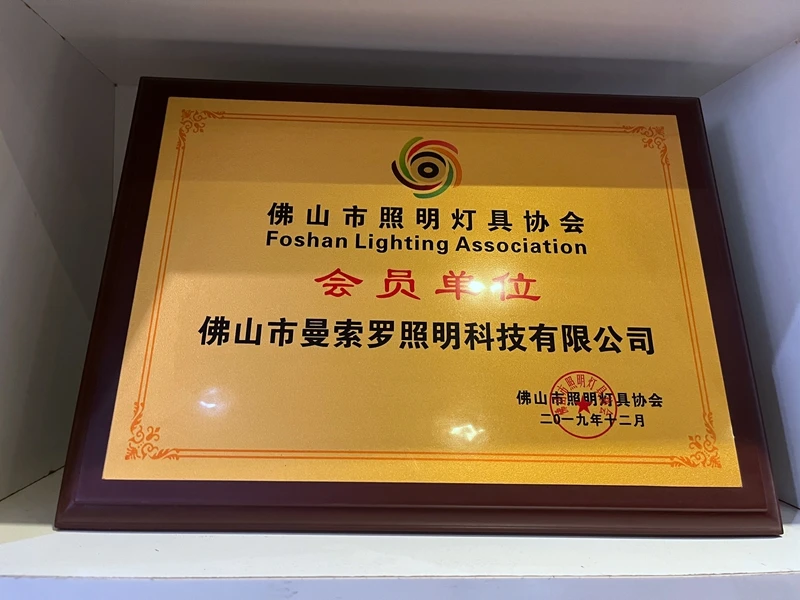 佛山市照明灯具协会
Foshan Lighting Association
会员单位
佛山市曼索罗照明科技有限公司
佛山市照明灯具协会
二0一九年十二月